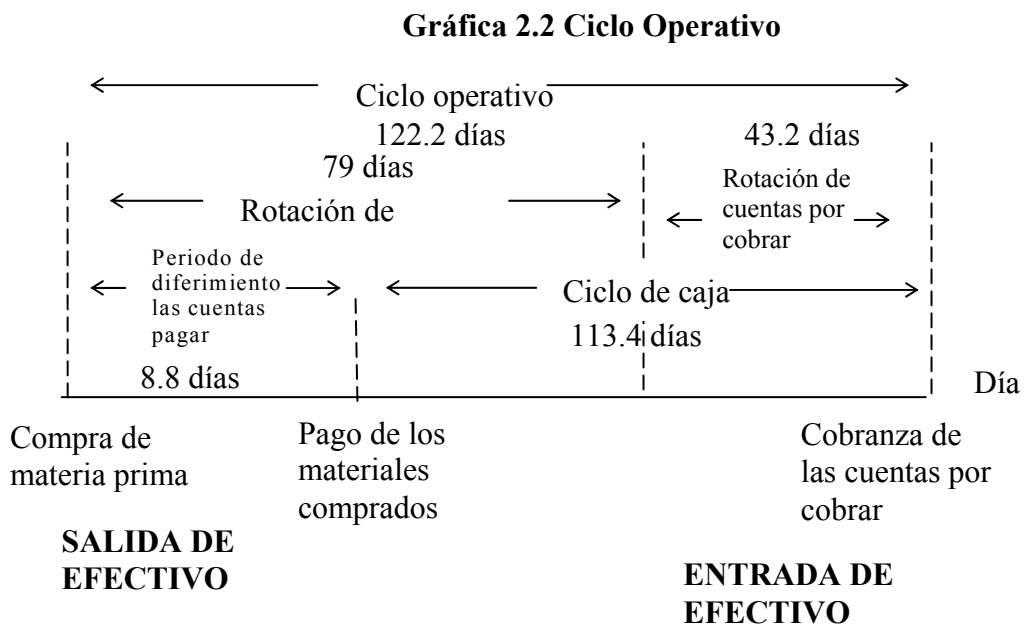 Gráfica 2.2 Ciclo Operativo
Ciclo operativo
122.2 días
43.2 días
79 días
Rotación de
Rotación de
cuentas por
cobrar
Periodo de
diferimiento
las cuentas
pagar
8.8 días
Ciclo de caja
113.4 días
Día
Compra de
materia prima
Pago de los
materiales
comprados
Cobranza de
las cuentas por
cobrar
SALIDA DE
EFECTIVO
ENTRADA DE
EFECTIVO